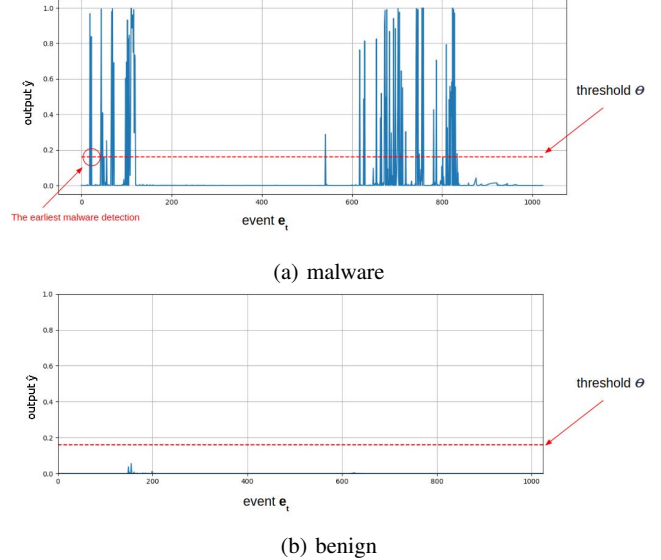 1.0
0.8
0.6
0.4
0.2
0.0
output ŷ
threshold Θ
0 200 400 600 800 1000
The earliest malware detection
event e_t
(a) malware
1.0
0.8
0.6
0.4
0.2
0.0
output ŷ
threshold Θ
0 200 400 600 800 1000
event e_t
(b) benign